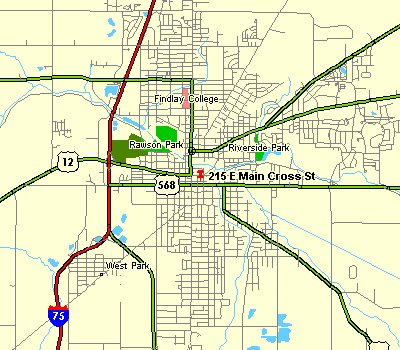 Findlay College
Rawson Park
Riverside Park
12
215 E Main Cross St
568
West Park
75